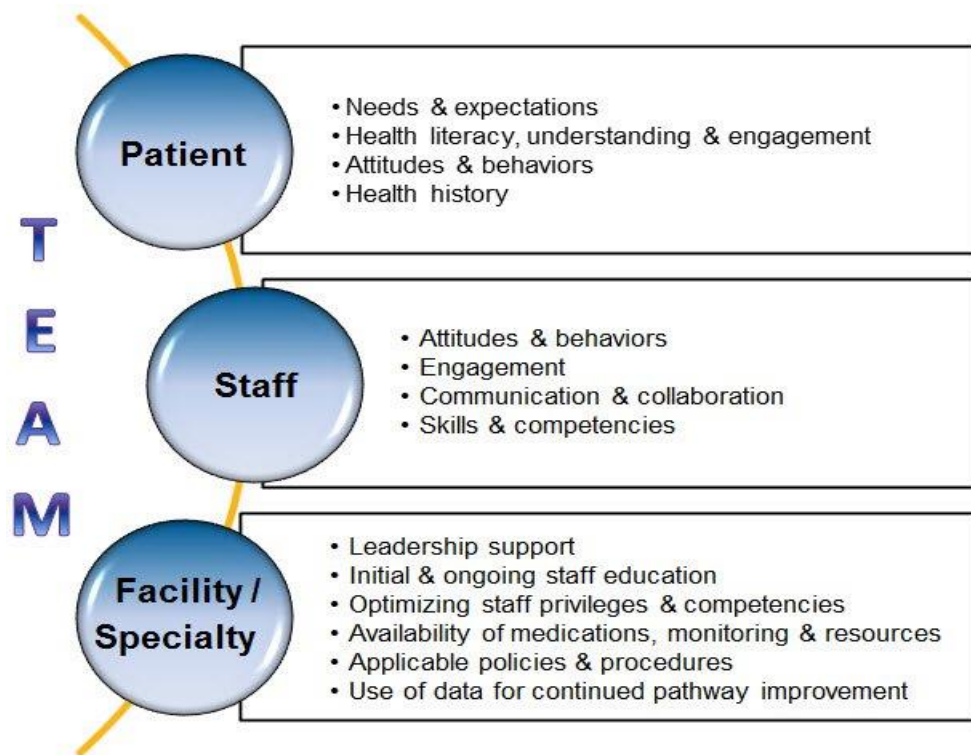 TEAM
Patient
• Needs & expectations
• Health literacy, understanding & engagement
• Attitudes & behaviors
• Health history
Staff
• Attitudes & behaviors
• Engagement
• Communication & collaboration
• Skills & competencies
Facility /
Specialty
• Leadership support
• Initial & ongoing staff education
• Optimizing staff privileges & competencies
• Availability of medications, monitoring & resources
• Applicable policies & procedures
• Use of data for continued pathway improvement